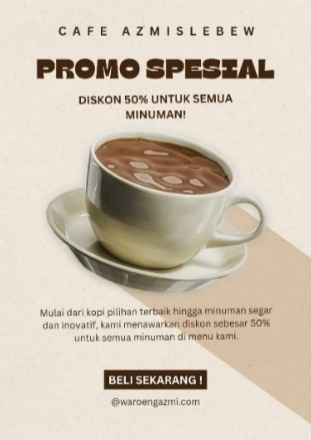 CAFE AZMISLEBEW
PROMO SPESIAL
DISKON 50% UNTUK SEMUA
MINUMAN!
Mulai dari kopi pilihan terbaik hingga minuman segar
dan inovatif, kami menawarkan diskon sebesar 50%
untuk semua minuman di menu kami.
BELI SEKARANG !
@waroengazmi.com